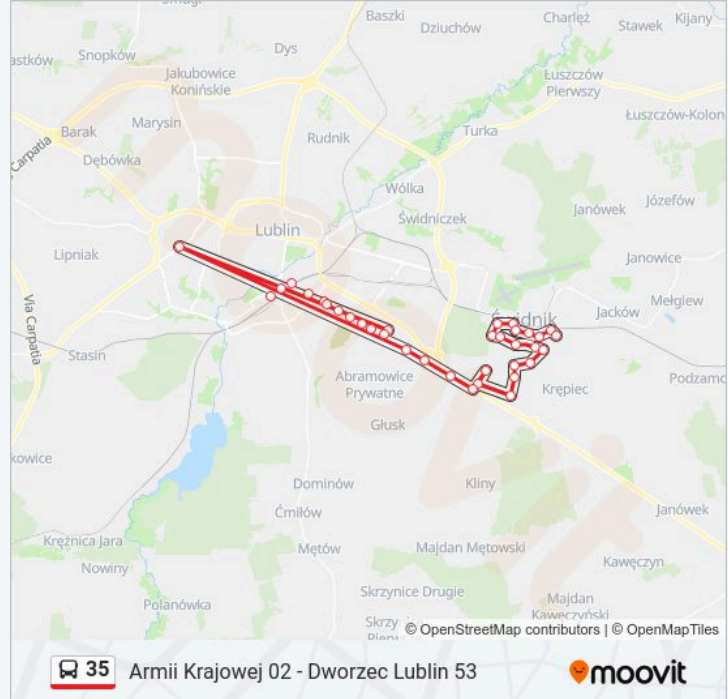 Smugi
Baszki
Dziuchów
Charlęż
Stawek
Kijany
Snopków
Dys
Jakubowice
Konińskie
Łuszczów
Pierwszy
Łuszczów-Kolon
Marysin
Barak
Rudnik
Turka
Dębówka
Carpatia
Wólka
Józefów
Świdniczek
Janówek
Lublin
Lipniak
Janowice
Mełgiew
Jacków
Świdnik
Via Carpatia
Stasin
Abramowice
Prywatne
Krępiec
Podzamc
Głusk
Dominów
Kliny
Janówek
Ćmiłów
Krężnica Jara
Mętów
Majdan Mętowski
Nowiny
Kawęczyn
Skrzynice Drugie
Majdan
Kawęczyński
Polanówka
© OpenStreetMap contributors | © OpenMapTiles
35 Armii Krajowej 02 - Dworzec Lublin 53
moovit